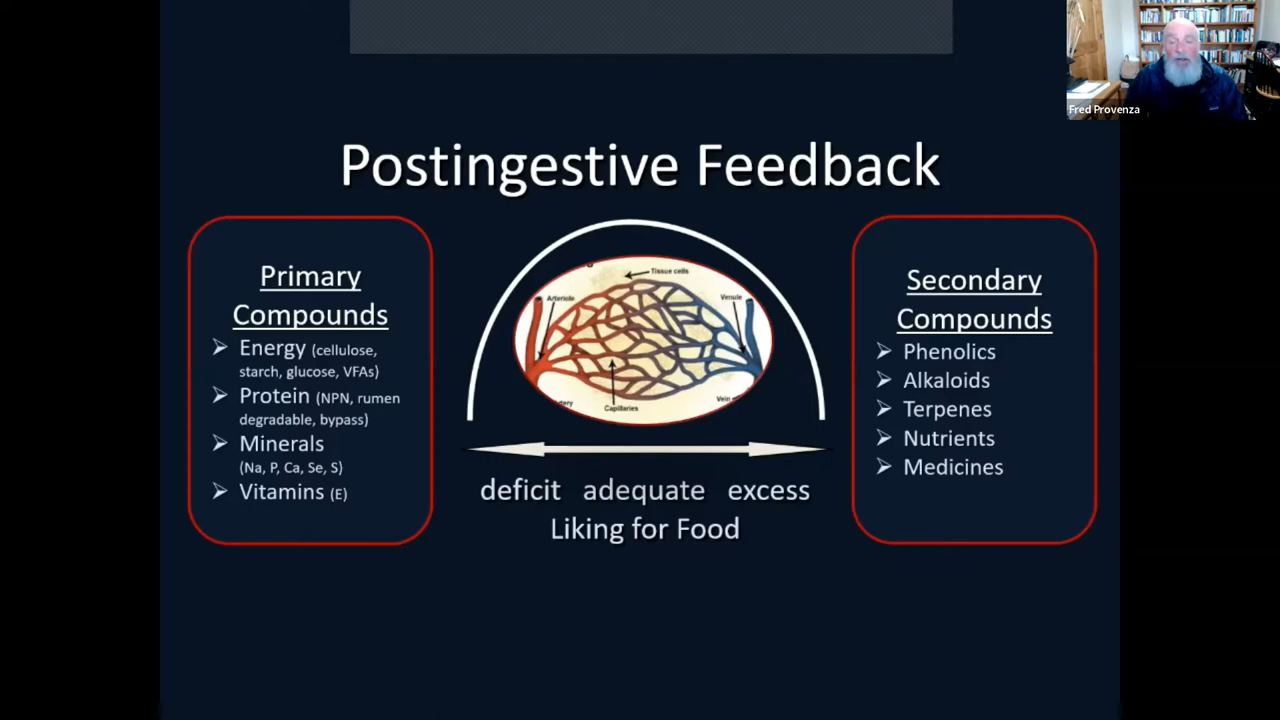 Fred Provenza
Postingestive Feedback
Primary
Compounds
➢ Energy (cellulose,
starch, glucose, VFAs)
➢ Protein (NPN, rumen
degradable, bypass)
➢ Minerals
(Na, P, Ca, Se, S)
➢ Vitamins (E)
Tissue cells
Arteriole
Venule
Capillaries
Vein
deficit adequate excess
Liking for Food
Secondary
Compounds
➢ Phenolics
➢ Alkaloids
➢ Terpenes
➢ Nutrients
➢ Medicines